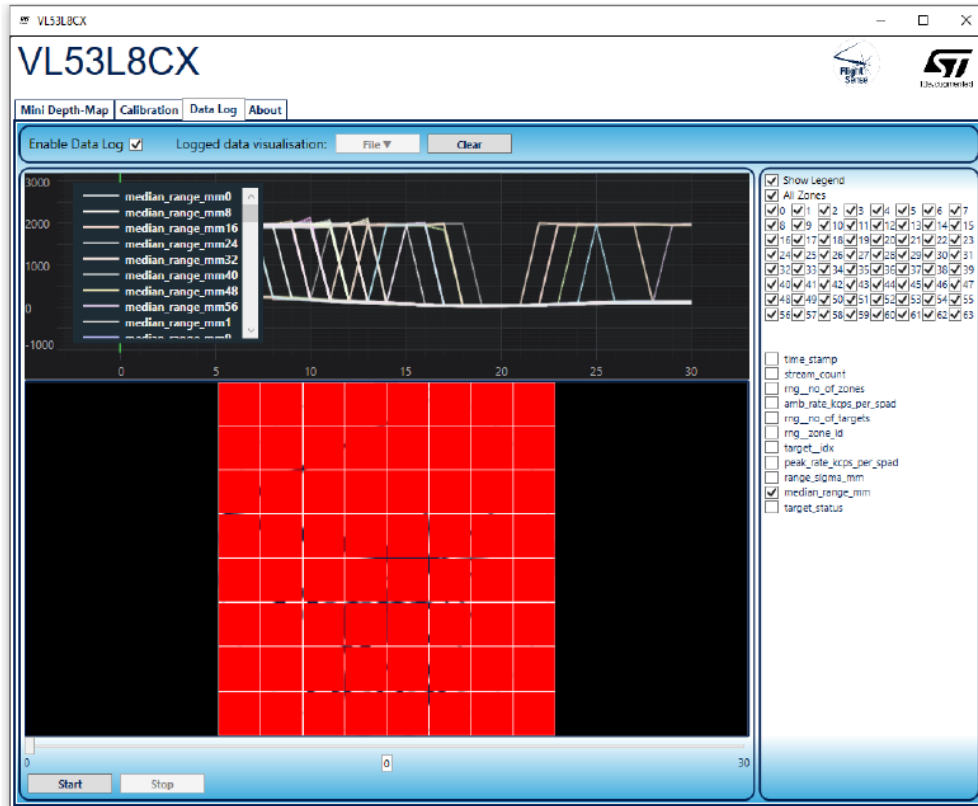 VL53L8CX
VL53L8CX
Flight
Sense
life.augmented
Mini Depth-Map Calibration Data Log About
Enable Data Log Logged data visualisation: File ▼ Clear
3000
2000
1000
0
-1000
median_range_mm0
median_range_mm8
median_range_mm16
median_range_mm24
median_range_mm32
median_range_mm40
median_range_mm48
median_range_mm56
median_range_mm1
median_range_mm9
0 5 10 15 20 25 30
0 0 30
Start Stop
Show Legend
All Zones
0 1 2 3 4 5 6 7
8 9 10 11 12 13 14 15
16 17 18 19 20 21 22 23
24 25 26 27 28 29 30 31
32 33 34 35 36 37 38 39
40 41 42 43 44 45 46 47
48 49 50 51 52 53 54 55
56 57 58 59 60 61 62 63
time_stamp
stream_count
rng__no_of_zones
amb_rate_kcps_per_spad
rng__no_of_targets
rng__zone_id
target__idx
peak_rate_kcps_per_spad
range_sigma_mm
median_range_mm
target_status